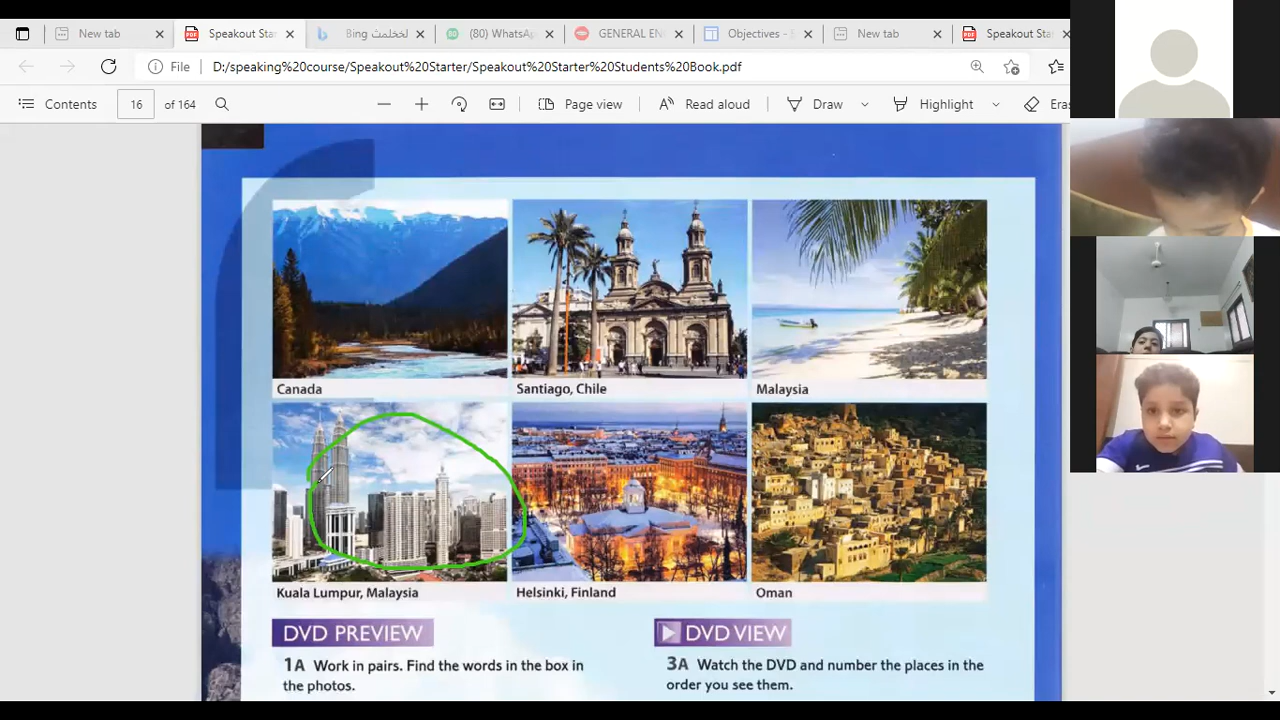 New tab
Speakout Star
Bing لخخلمث
(80) WhatsA
GENERAL EN
Objectives - E
New tab
Speakout Sta
File
D:/speaking%20course/Speakout%20Starter/Speakout%20Starter%20Students%20Book.pdf
Contents
16
of 164
Page view
Read aloud
Draw
Highlight
Eras
Canada
Santiago, Chile
Malaysia
Kuala Lumpur, Malaysia
Helsinki, Finland
Oman
DVD PREVIEW
1A Work in pairs. Find the words in the box in
the photos.
DVD VIEW
3A Watch the DVD and number the places in the
order you see them.